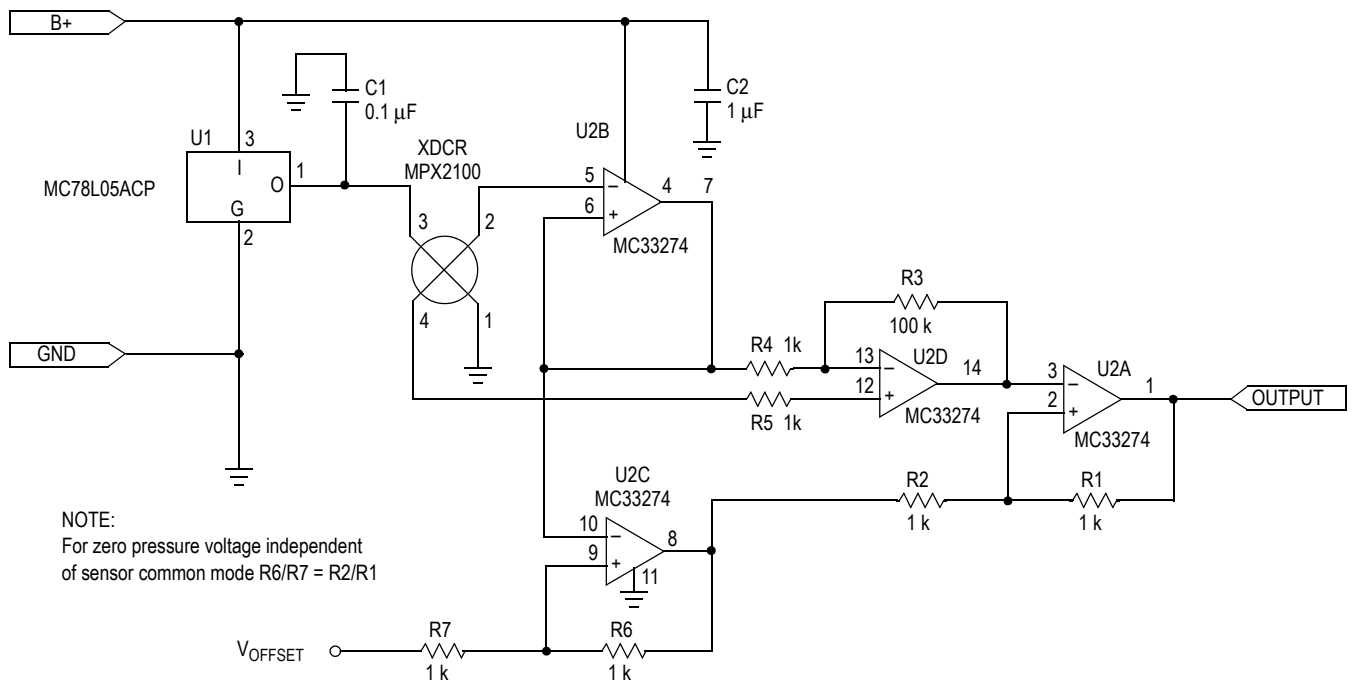 B+
C1
0.1 µF
C2
1 µF
U1
3
I
O
1
G
2
MC78L05ACP
XDCR
MPX2100
3
2
4
1
U2B
5
−
4
7
6
+
MC33274
GND
R3
100 k
R4 1k
13
−
U2D
14
12
+
MC33274
R5 1k
3
−
U2A
1
2
+
MC33274
OUTPUT
U2C
MC33274
10
−
8
9
+
11
R2
1 k
R1
1 k
NOTE:
For zero pressure voltage independent
of sensor common mode R6/R7 = R2/R1
VOFFSET
R7
1 k
R6
1 k